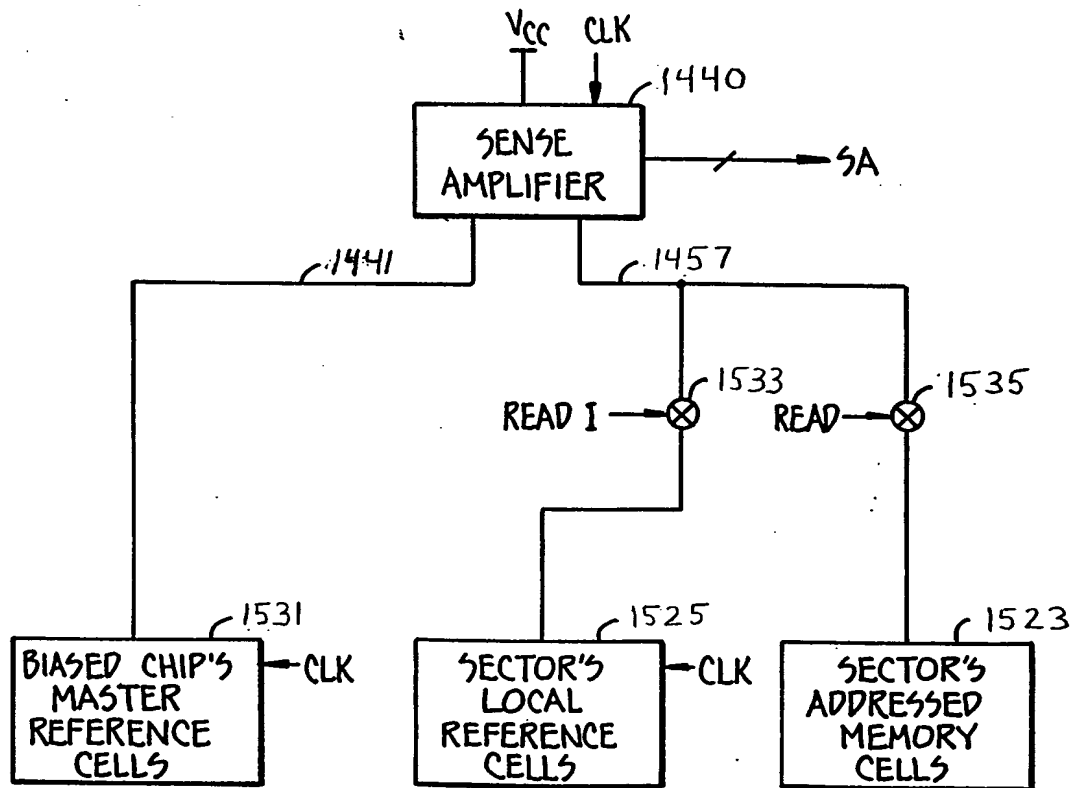 VCC CLK
1440
SENSE
AMPLIFIER
SA
1441
1457
1533
READ I
1535
READ
1531
BIASED CHIP'S
MASTER
REFERENCE
CELLS
CLK
1525
SECTOR'S
LOCAL
REFERENCE
CELLS
CLK
1523
SECTOR'S
ADDRESSED
MEMORY
CELLS